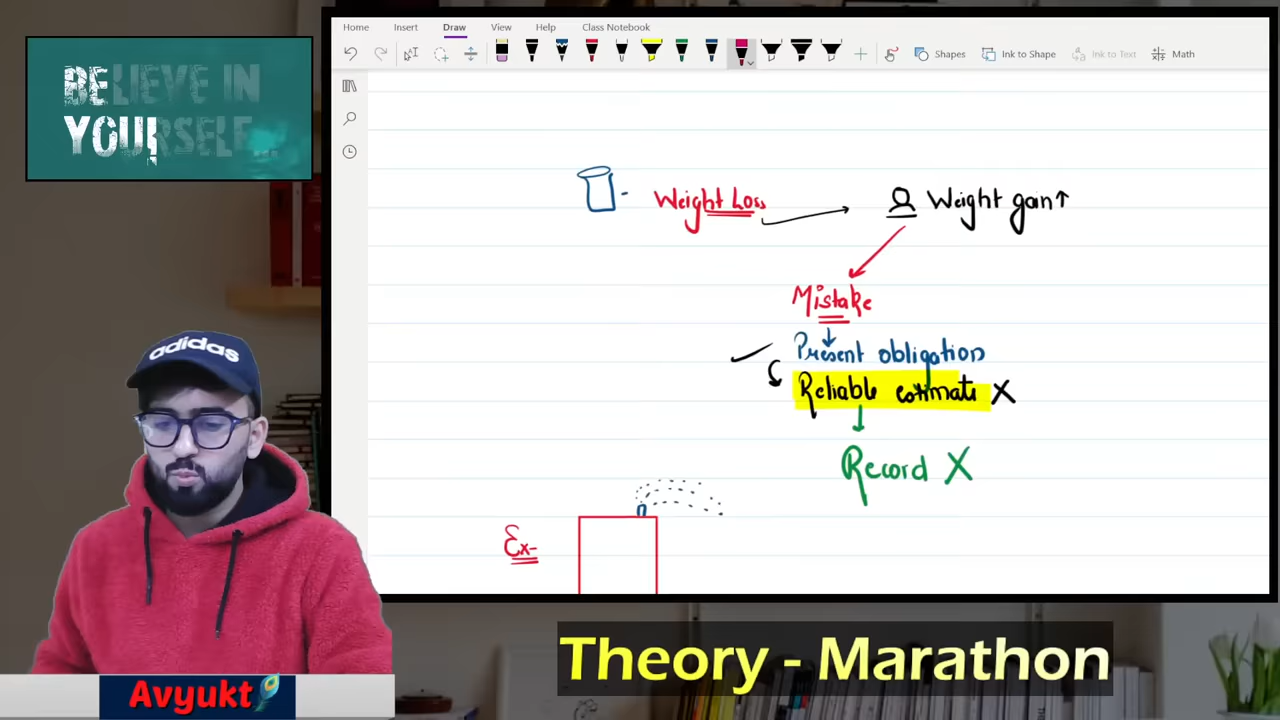 BELIEVE IN
YOURSELF...
Home Insert Draw View Help Class Notebook
Shapes Ink to Shape Ink to Text Math
Weight Loss
Weight gain↑
Mistake
Present obligation
Reliable estimate X
Record X
Ex-
adidas
Theory - Marathon
Avyukt